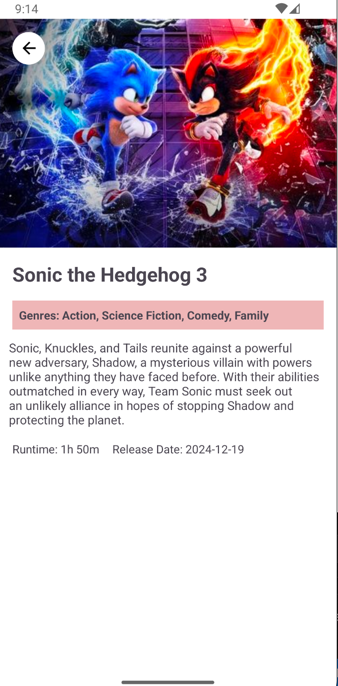 9:14
Sonic the Hedgehog 3
Genres: Action, Science Fiction, Comedy, Family
Sonic, Knuckles, and Tails reunite against a powerful
new adversary, Shadow, a mysterious villain with powers
unlike anything they have faced before. With their abilities
outmatched in every way, Team Sonic must seek out
an unlikely alliance in hopes of stopping Shadow and
protecting the planet.
Runtime: 1h 50m Release Date: 2024-12-19